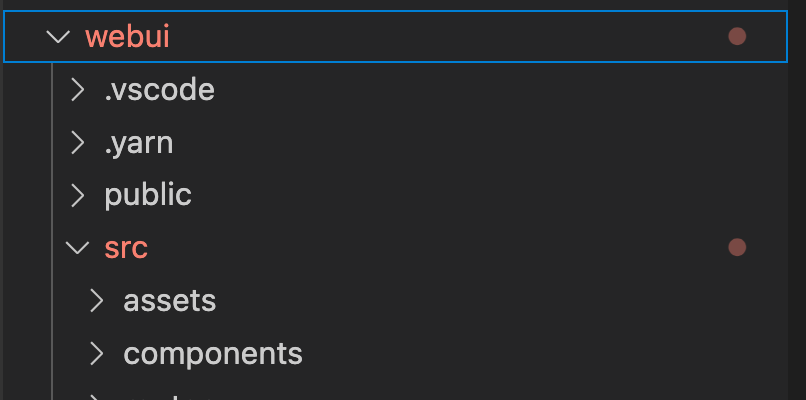 webui
.vscode
.yarn
public
src
assets
components